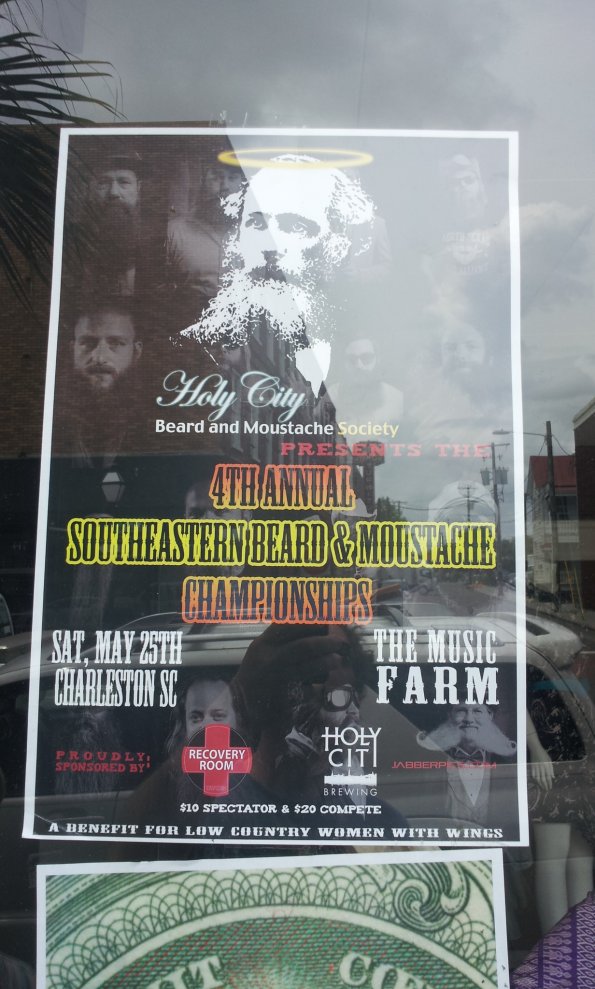 Holy City
Beard and Moustache Society
PRESENTS THE
4TH ANNUAL
SOUTHEASTERN BEARD & MOUSTACHE
CHAMPIONSHIPS
SAT, MAY 25TH
CHARLESTON SC
THE MUSIC
FARM
PROUDLY
SPONSORED BY:
RECOVERY
ROOM
HOLY
CITI
BREWING
$10 SPECTATOR & $20 COMPETE
A BENEFIT FOR LOW COUNTRY WOMEN WITH WINGS